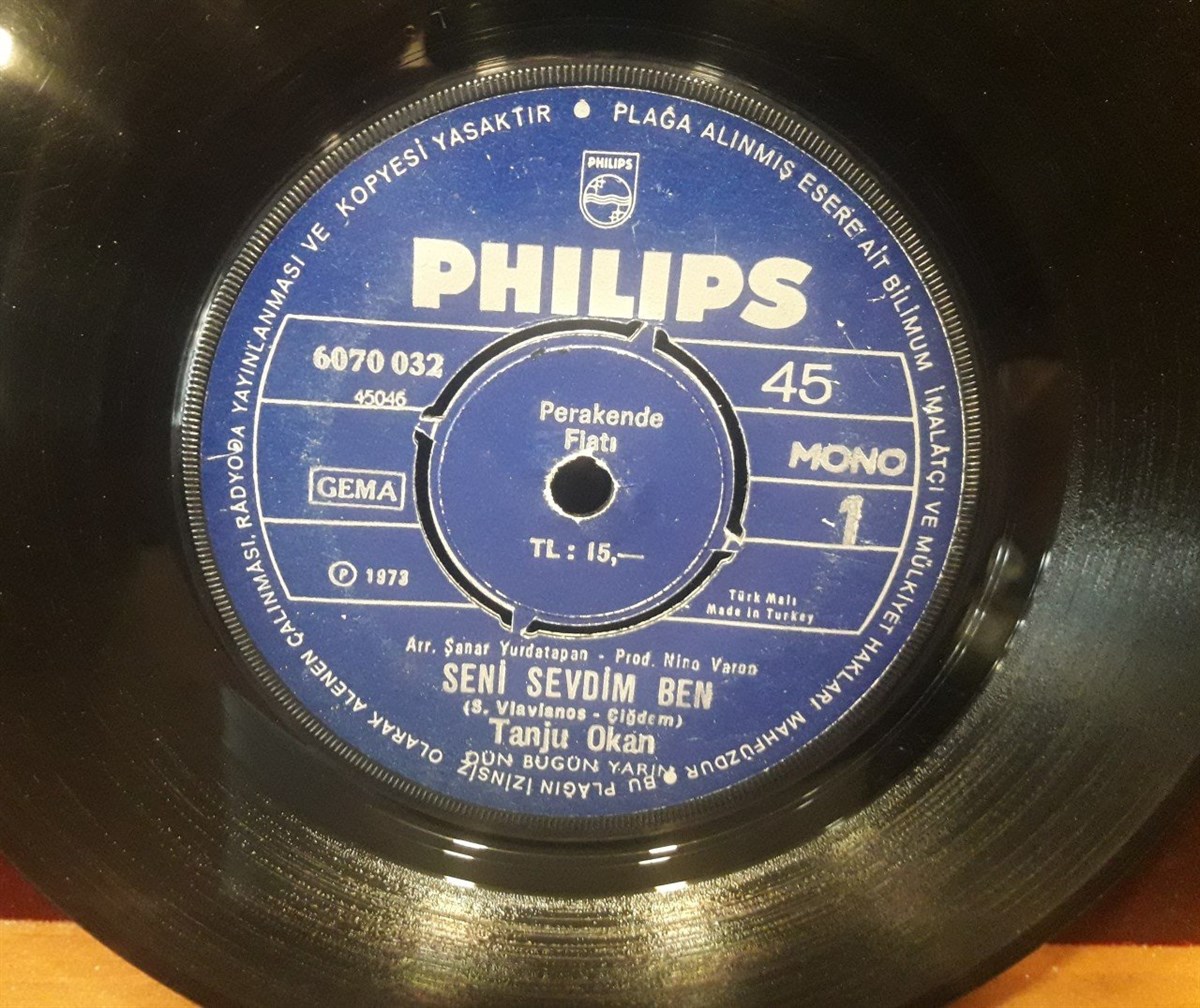 PLAĞA ALINMIŞ ESERE AİT BİLİMUM İMALÂTÇI VE MÜLKİYET HAKLARI MAHFÜZDUR
BU PLAĞIN İZİNSİZ OLARAK ALENEN ÇALINMASI, RADYODA YAYINLANMASI VE KOPYESİ YASAKTIR
PHILIPS
PHILIPS
6070 032
45
45046
Perakende
Fiatı
MONO
GEMA
1
TL : 15,—
P 1973
Türk Malı
Made in Turkey
Arr. Şanar Yurdatapan - Prod. Nino Varon
SENİ SEVDİM BEN
(S. Vlavianos - Çiğdem)
Tanju Okan
DÜN BUGÜN YARIN